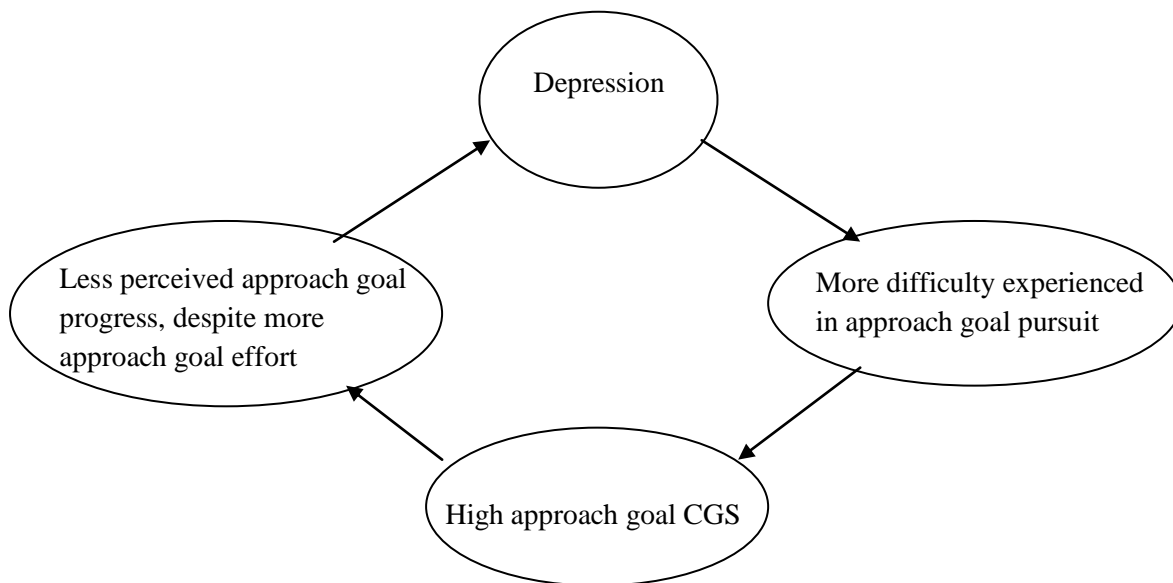 Depression
Less perceived approach goal
progress, despite more
approach goal effort
More difficulty experienced
in approach goal pursuit
High approach goal CGS